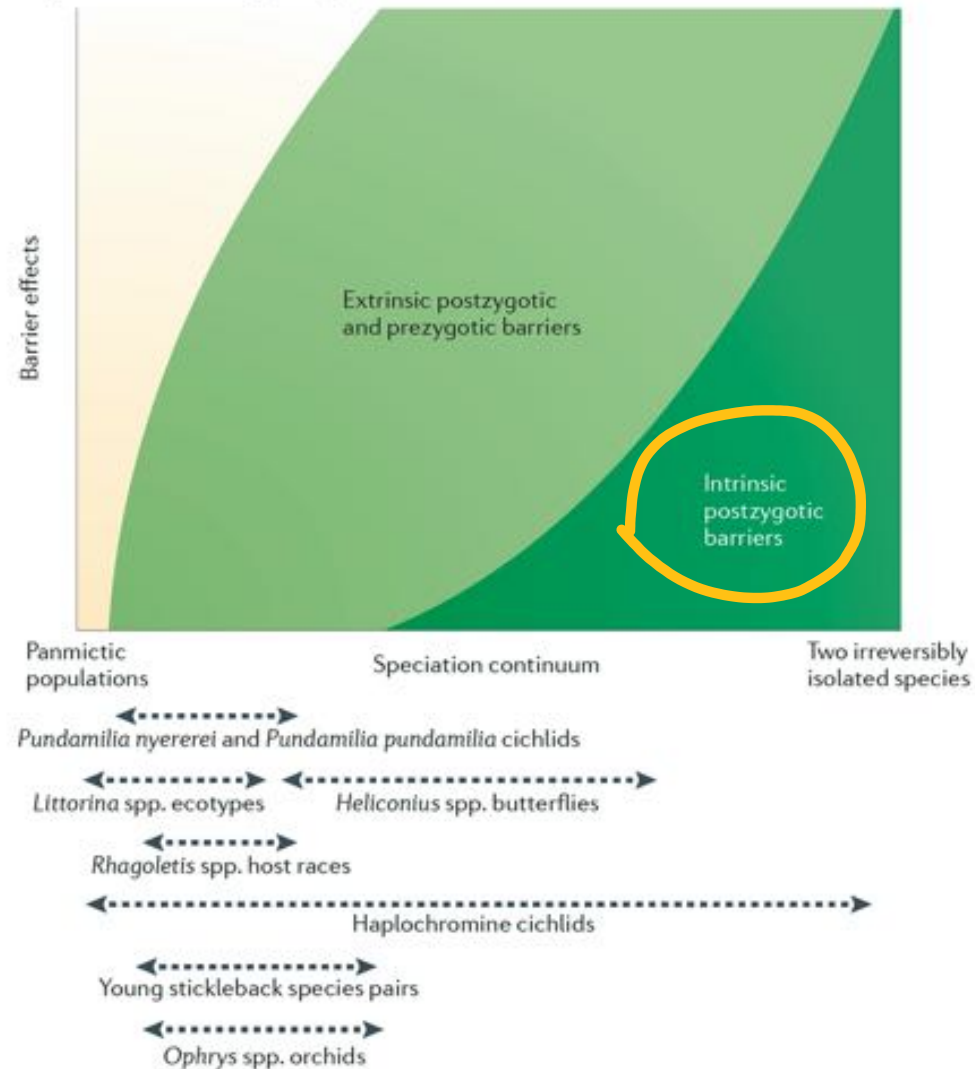 Barrier effects
Extrinsic postzygotic
and prezygotic barriers
Intrinsic
postzygotic
barriers
Panmictic
populations
Speciation continuum
Two irreversibly
isolated species
Pundamilia nyererei and Pundamilia pundamilia cichlids
Littorina spp. ecotypes
Heliconius spp. butterflies
Rhagoletis spp. host races
Haplochromine cichlids
Young stickleback species pairs
Ophrys spp. orchids